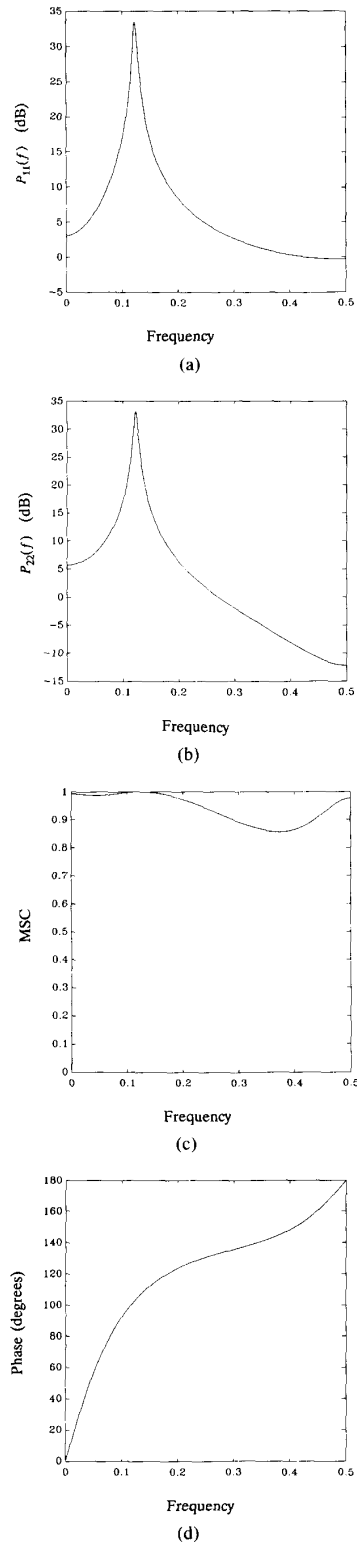 35
30
25
20
15
10
5
0
−5
P₁₁(f) (dB)
0 0.1 0.2 0.3 0.4 0.5
Frequency
(a)
35
30
25
20
15
10
5
0
−5
−10
−15
P₂₂(f) (dB)
0 0.1 0.2 0.3 0.4 0.5
Frequency
(b)
1
0.9
0.8
0.7
0.6
0.5
0.4
0.3
0.2
0.1
0
MSC
0 0.1 0.2 0.3 0.4 0.5
Frequency
(c)
180
160
140
120
100
80
60
40
20
0
Phase (degrees)
0 0.1 0.2 0.3 0.4 0.5
Frequency
(d)